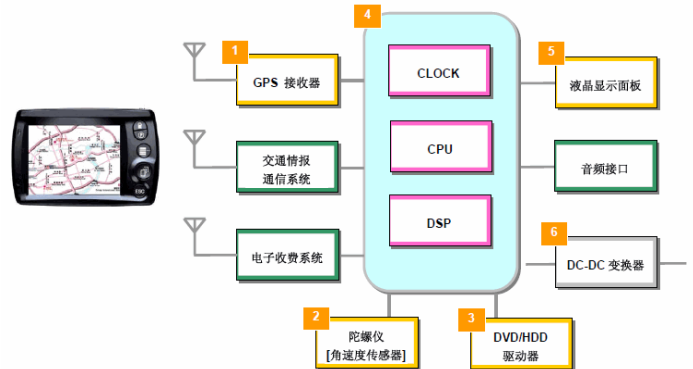 1
GPS 接收器
交通情报
通信系统
电子收费系统
4
CLOCK
CPU
DSP
5
液晶显示面板
音频接口
6
DC-DC 变换器
2
陀螺仪
[角速度传感器]
3
DVD/HDD
驱动器